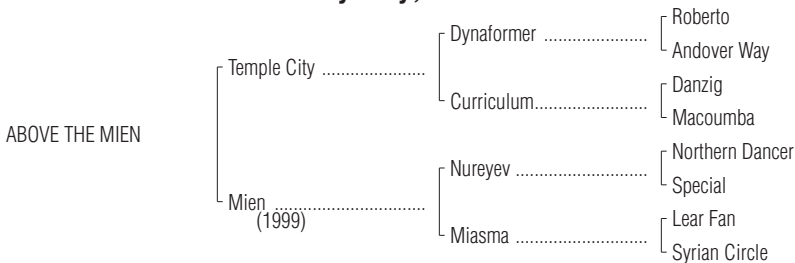 Roberto
Dynaformer
Andover Way
Temple City
Danzig
Curriculum
Macoumba
ABOVE THE MIEN
Northern Dancer
Nureyev
Special
Mien
(1999)
Lear Fan
Miasma
Syrian Circle